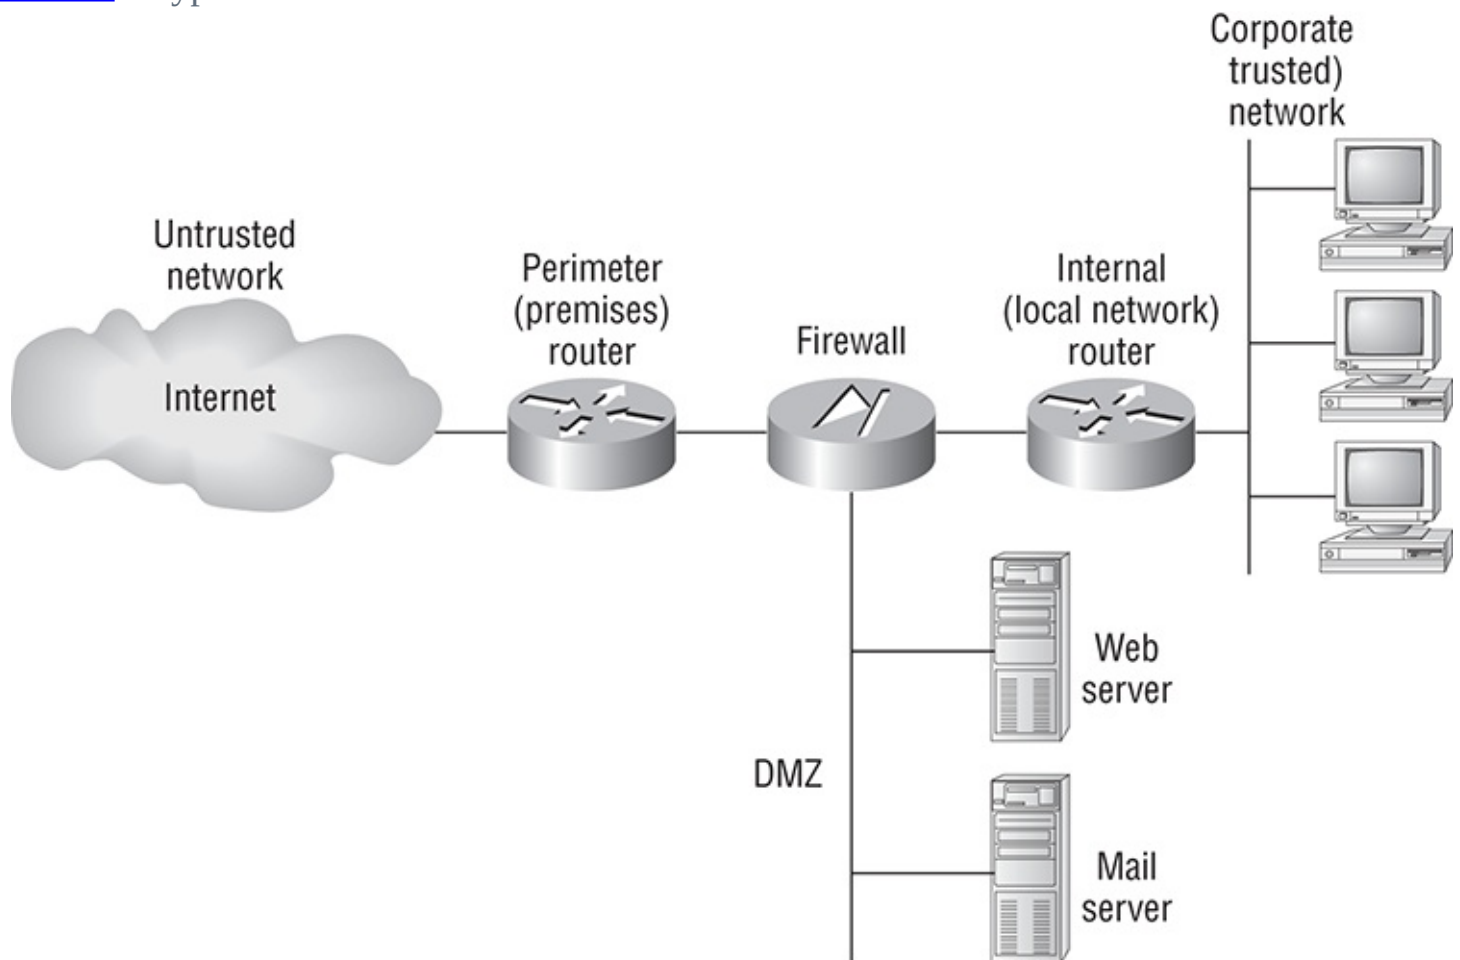 Corporate
trusted)
network
Untrusted
network
Internet
Perimeter
(premises)
router
Firewall
Internal
(local network)
router
Web
server
DMZ
Mail
server